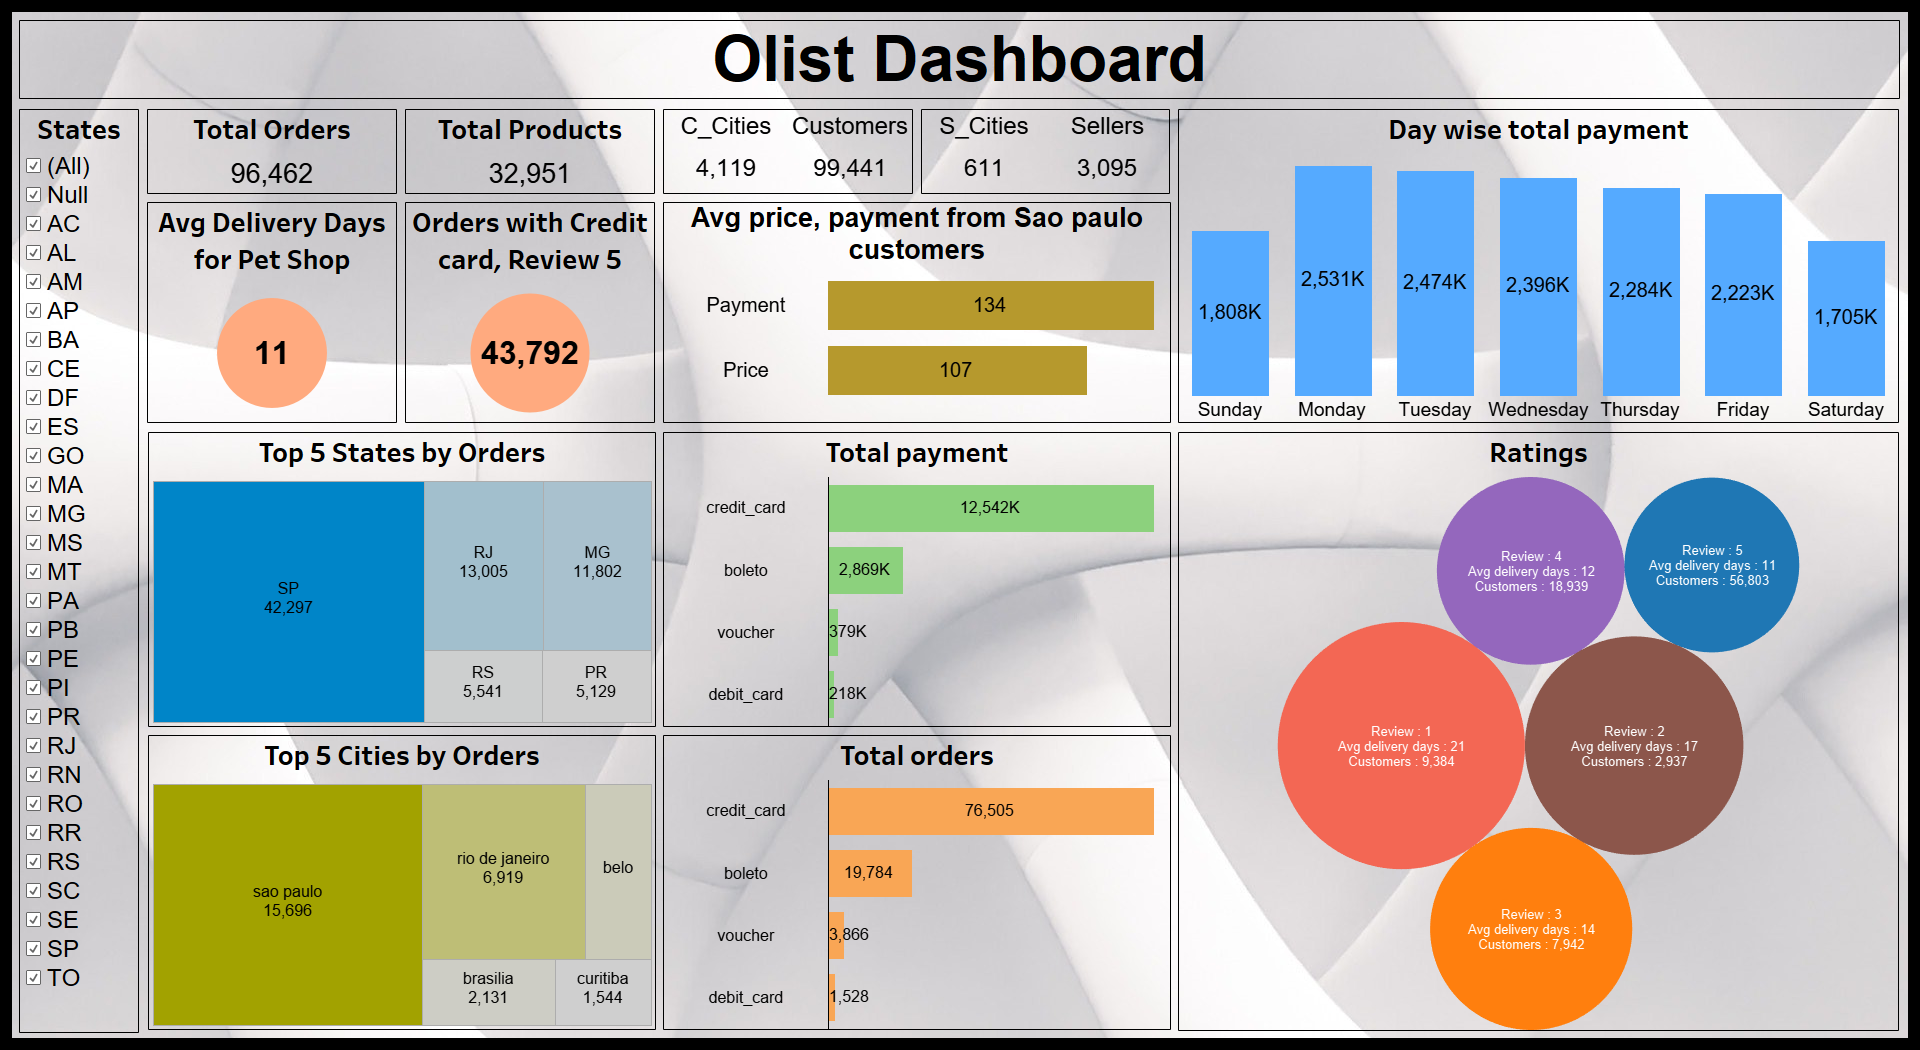 Olist Dashboard
States
(All)
Null
AC
AL
AM
AP
BA
CE
DF
ES
GO
MA
MG
MS
MT
PA
PB
PE
PI
PR
RJ
RN
RO
RR
RS
SC
SE
SP
TO
Total Orders
96,462
Total Products
32,951
C_Cities Customers
4,119 99,441
S_Cities Sellers
611 3,095
Avg Delivery Days
for Pet Shop
11
Orders with Credit
card, Review 5
43,792
Avg price, payment from Sao paulo
customers
Payment 134
Price 107
Day wise total payment
1,808K 2,531K 2,474K 2,396K 2,284K 2,223K 1,705K
Sunday Monday Tuesday Wednesday Thursday Friday Saturday
Top 5 States by Orders
SP
42,297
RJ
13,005
MG
11,802
RS
5,541
PR
5,129
Total payment
credit_card 12,542K
boleto 2,869K
voucher 379K
debit_card 218K
Ratings
Review : 4
Avg delivery days : 12
Customers : 18,939
Review : 5
Avg delivery days : 11
Customers : 56,803
Review : 1
Avg delivery days : 21
Customers : 9,384
Review : 2
Avg delivery days : 17
Customers : 2,937
Review : 3
Avg delivery days : 14
Customers : 7,942
Top 5 Cities by Orders
sao paulo
15,696
rio de janeiro
6,919
belo
brasilia
2,131
curitiba
1,544
Total orders
credit_card 76,505
boleto 19,784
voucher 3,866
debit_card 1,528